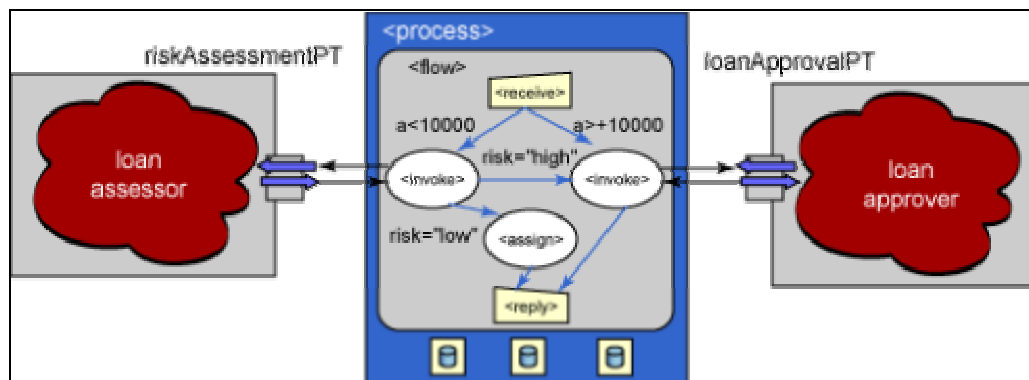 <process>
riskAssessmentPT
<flow>
loanApprovalPT
<receive>
a<10000
a>+10000
risk="high"
loan
assessor
<invoke>
<invoke>
loan
approver
risk="low"
<assign>
<reply>